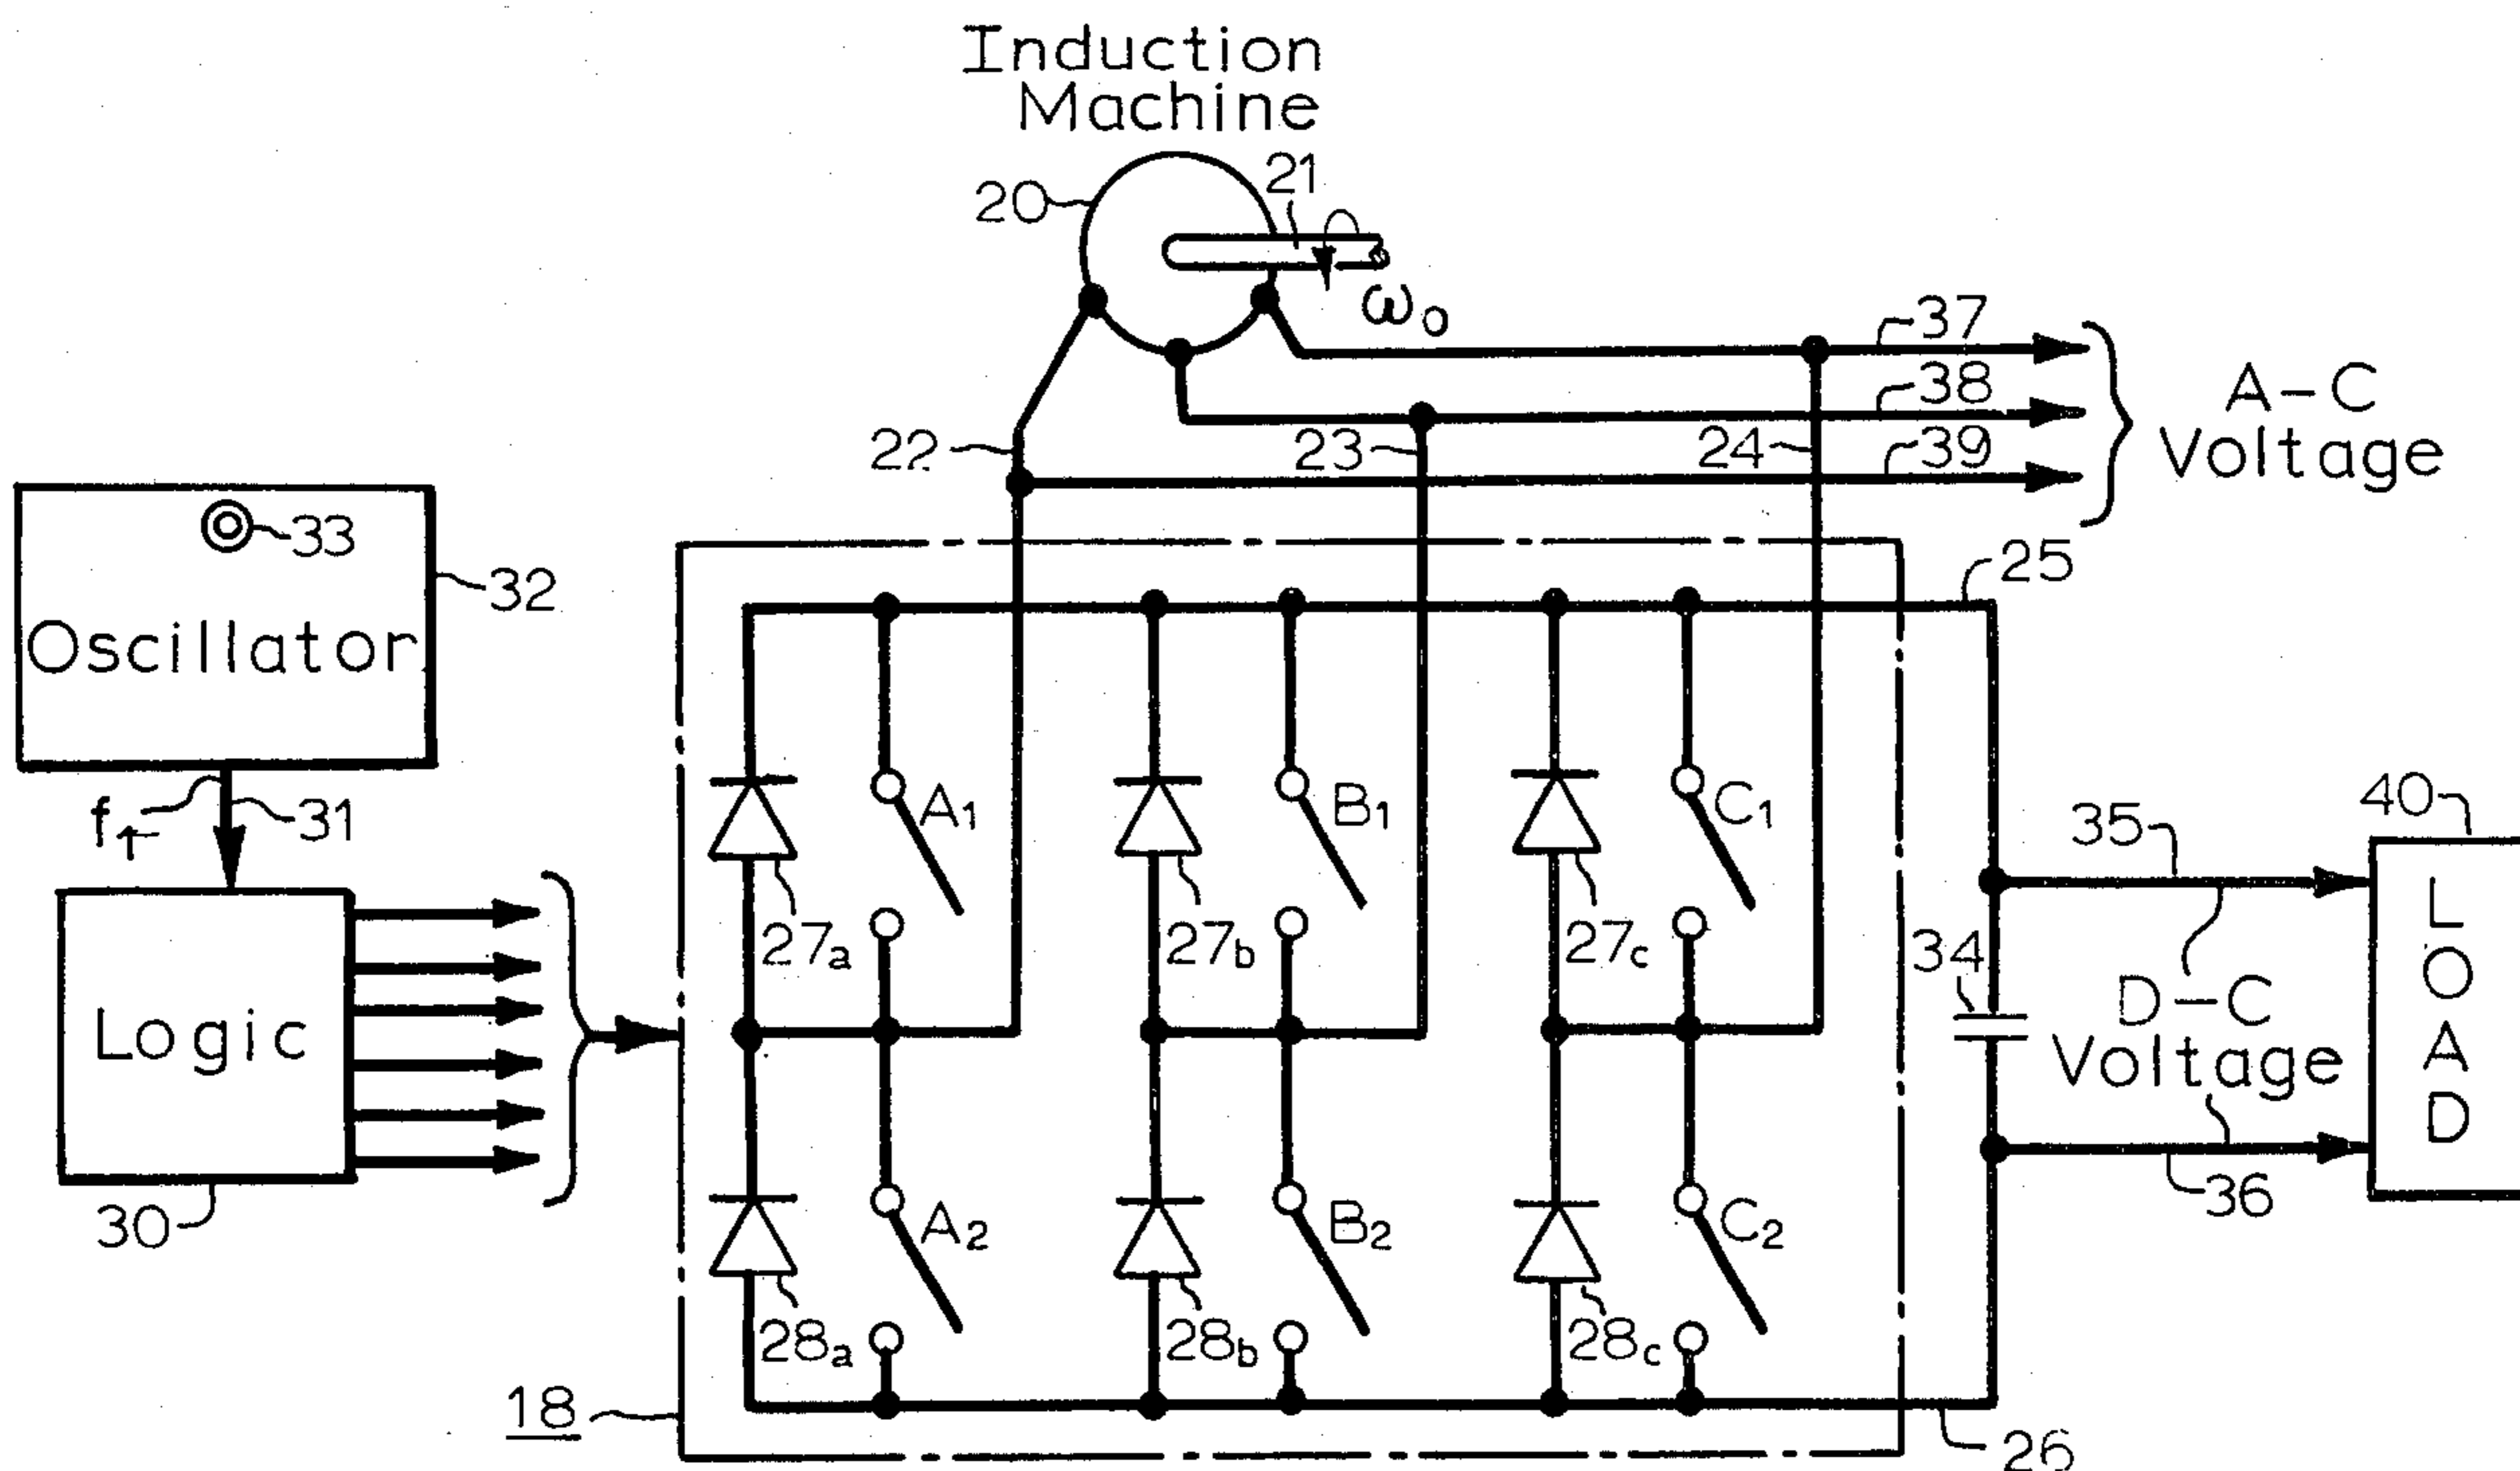 Induction
Machine
20
21
ω₀
37
38
39
A-C
Voltage
22
23
24
25
33
32
Oscillator
f₁
31
Logic
30
A₁
B₁
C₁
27a
27b
27c
34
35
40
D-C
Voltage
LOAD
36
A₂
B₂
C₂
28a
28b
28c
18
26